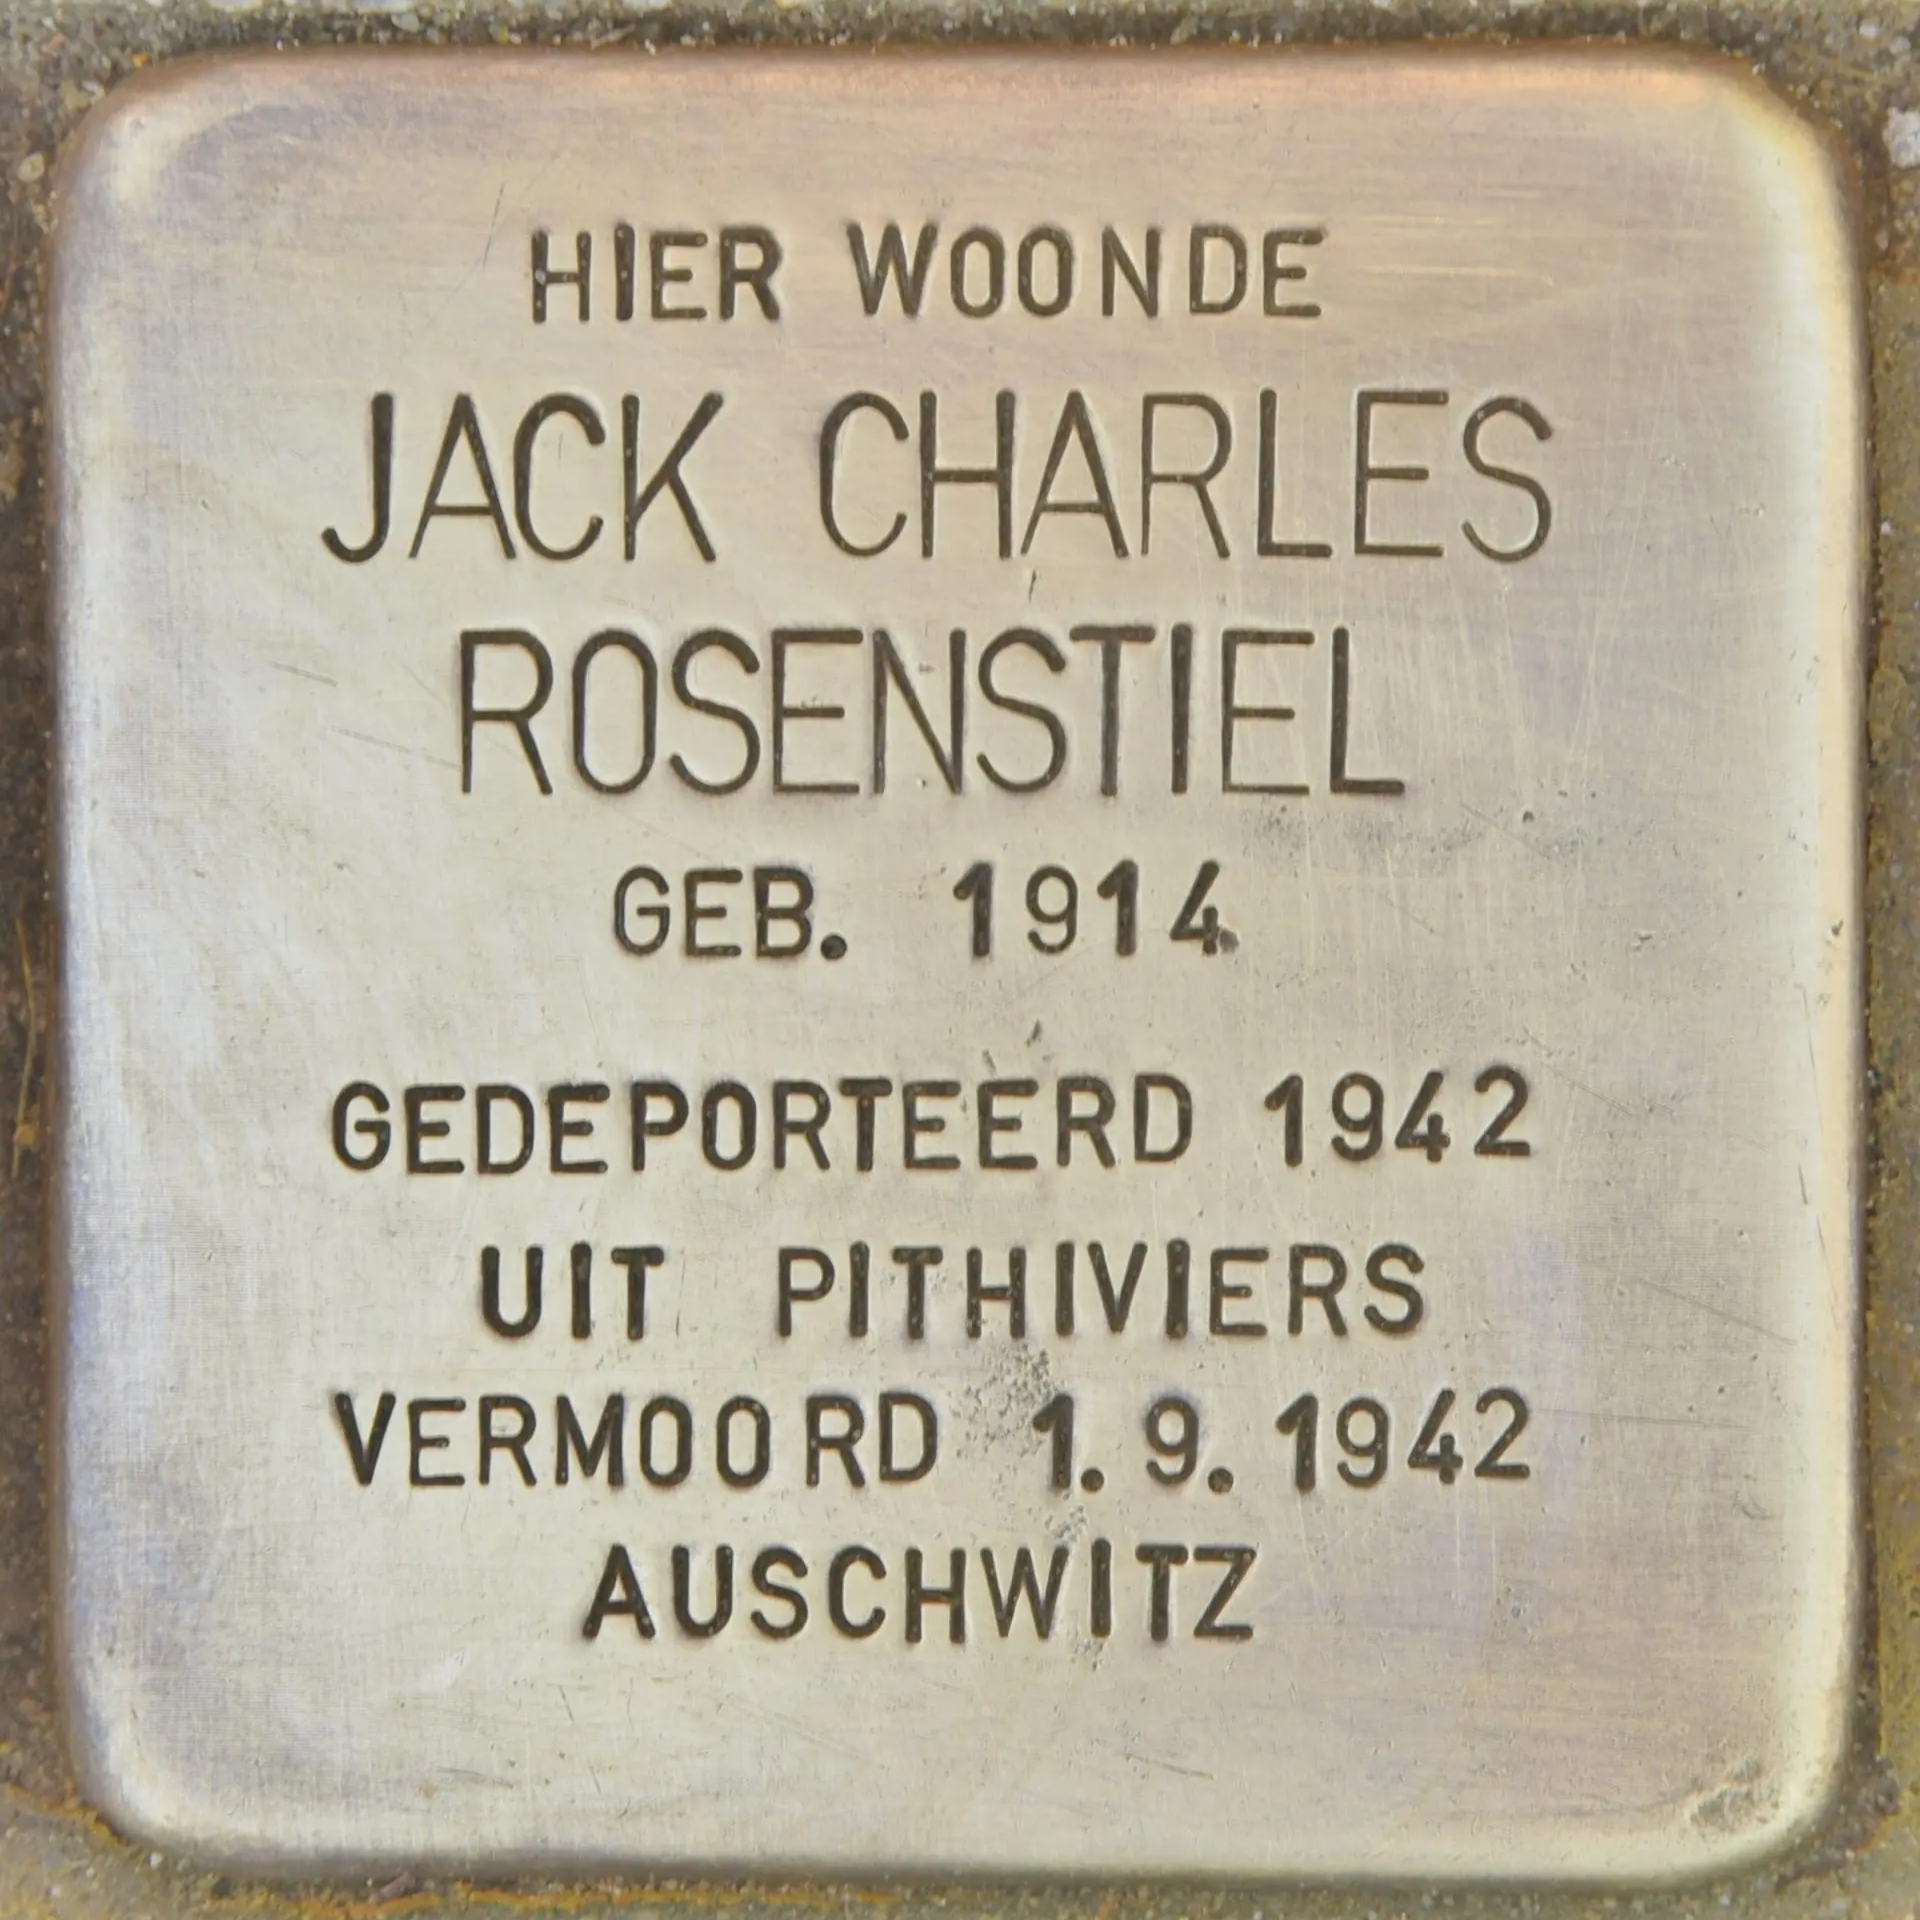 HIER WOONDE
JACK CHARLES
ROSENSTIEL
GEB. 1914
GEDEPORTEERD 1942
UIT PITHIVIERS
VERMOORD 1.9.1942
AUSCHWITZ